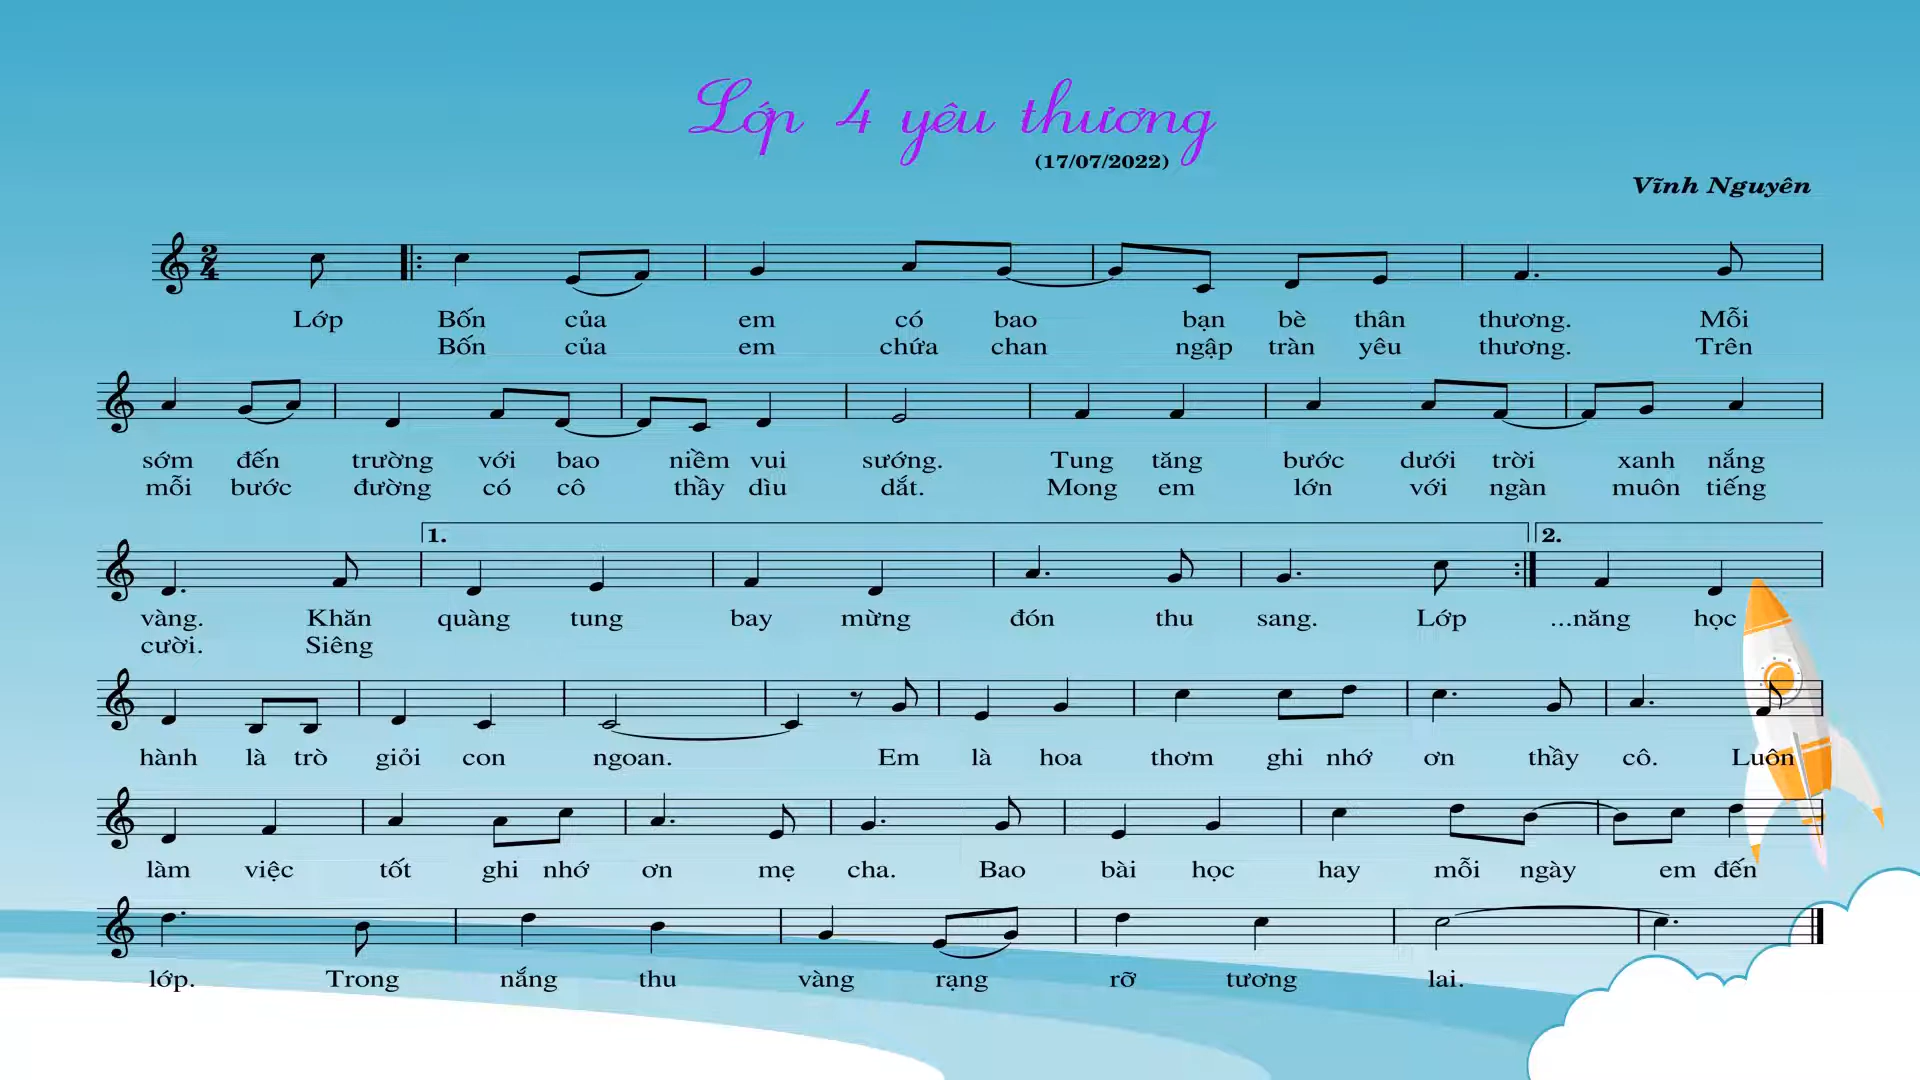 Lớp 4 yêu thương
(17/07/2022)
Vĩnh Nguyên
2
4
Lớp Bốn của em có bao bạn bè thân thương. Mỗi
Bốn của em chứa chan ngập tràn yêu thương. Trên
sớm đến trường với bao niềm vui sướng. Tung tăng bước dưới trời xanh nắng
mỗi bước đường có cô thầy dìu dắt. Mong em lớn với ngàn muôn tiếng
1. 2.
vàng. Khăn quàng tung bay mừng đón thu sang. Lớp ...năng học
cười. Siêng
hành là trò giỏi con ngoan. Em là hoa thơm ghi nhớ ơn thầy cô. Luôn
làm việc tốt ghi nhớ ơn mẹ cha. Bao bài học hay mỗi ngày em đến
lớp. Trong nắng thu vàng rạng rỡ tương lai.